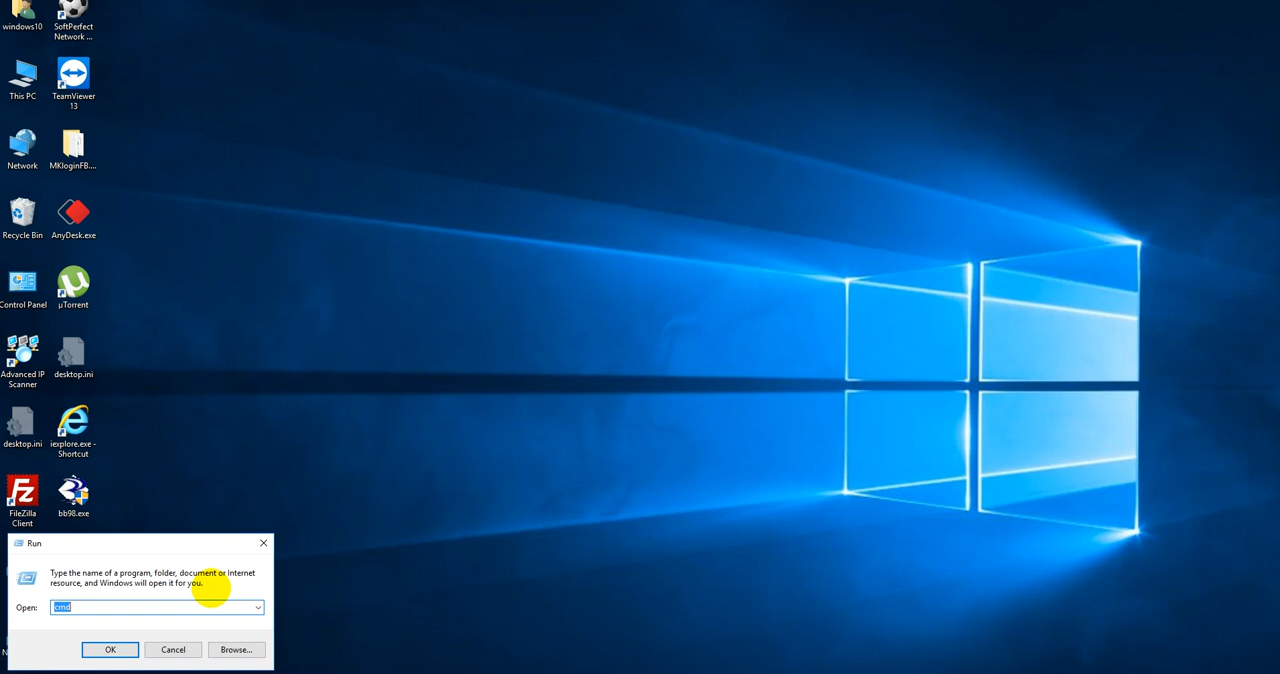 windows10
SoftPerfect
Network ...
This PC
TeamViewer
13
Network
MKloginFB....
Recycle Bin
AnyDesk.exe
Control Panel
µTorrent
Advanced IP
Scanner
desktop.ini
desktop.ini
iexplore.exe -
Shortcut
FileZilla
Client
bb98.exe
Run
Type the name of a program, folder, document or Internet
resource, and Windows will open it for you.
Open:
cmd
OK
Cancel
Browse...